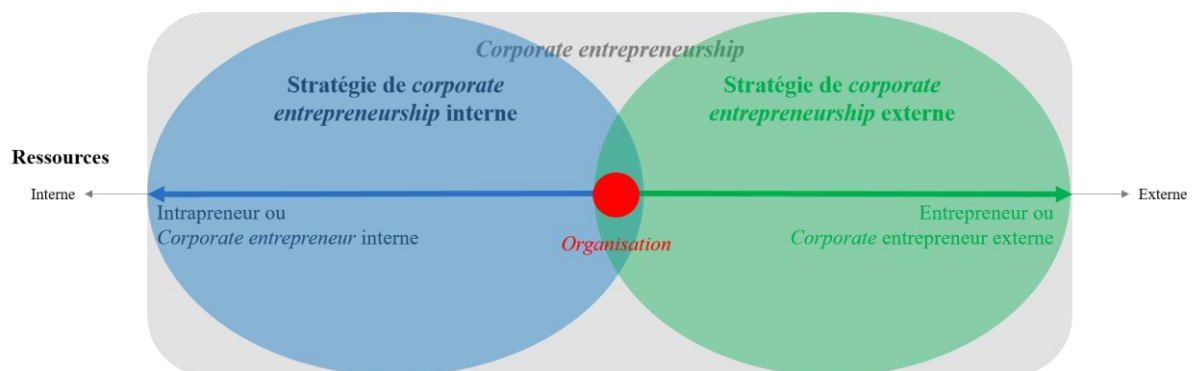 Corporate entrepreneurship
Stratégie de corporate
entrepreneurship interne
Stratégie de corporate
entrepreneurship externe
Ressources
Interne
Externe
Intrapreneur ou
Corporate entrepreneur interne
Entrepreneur ou
Corporate entrepreneur externe
Organisation